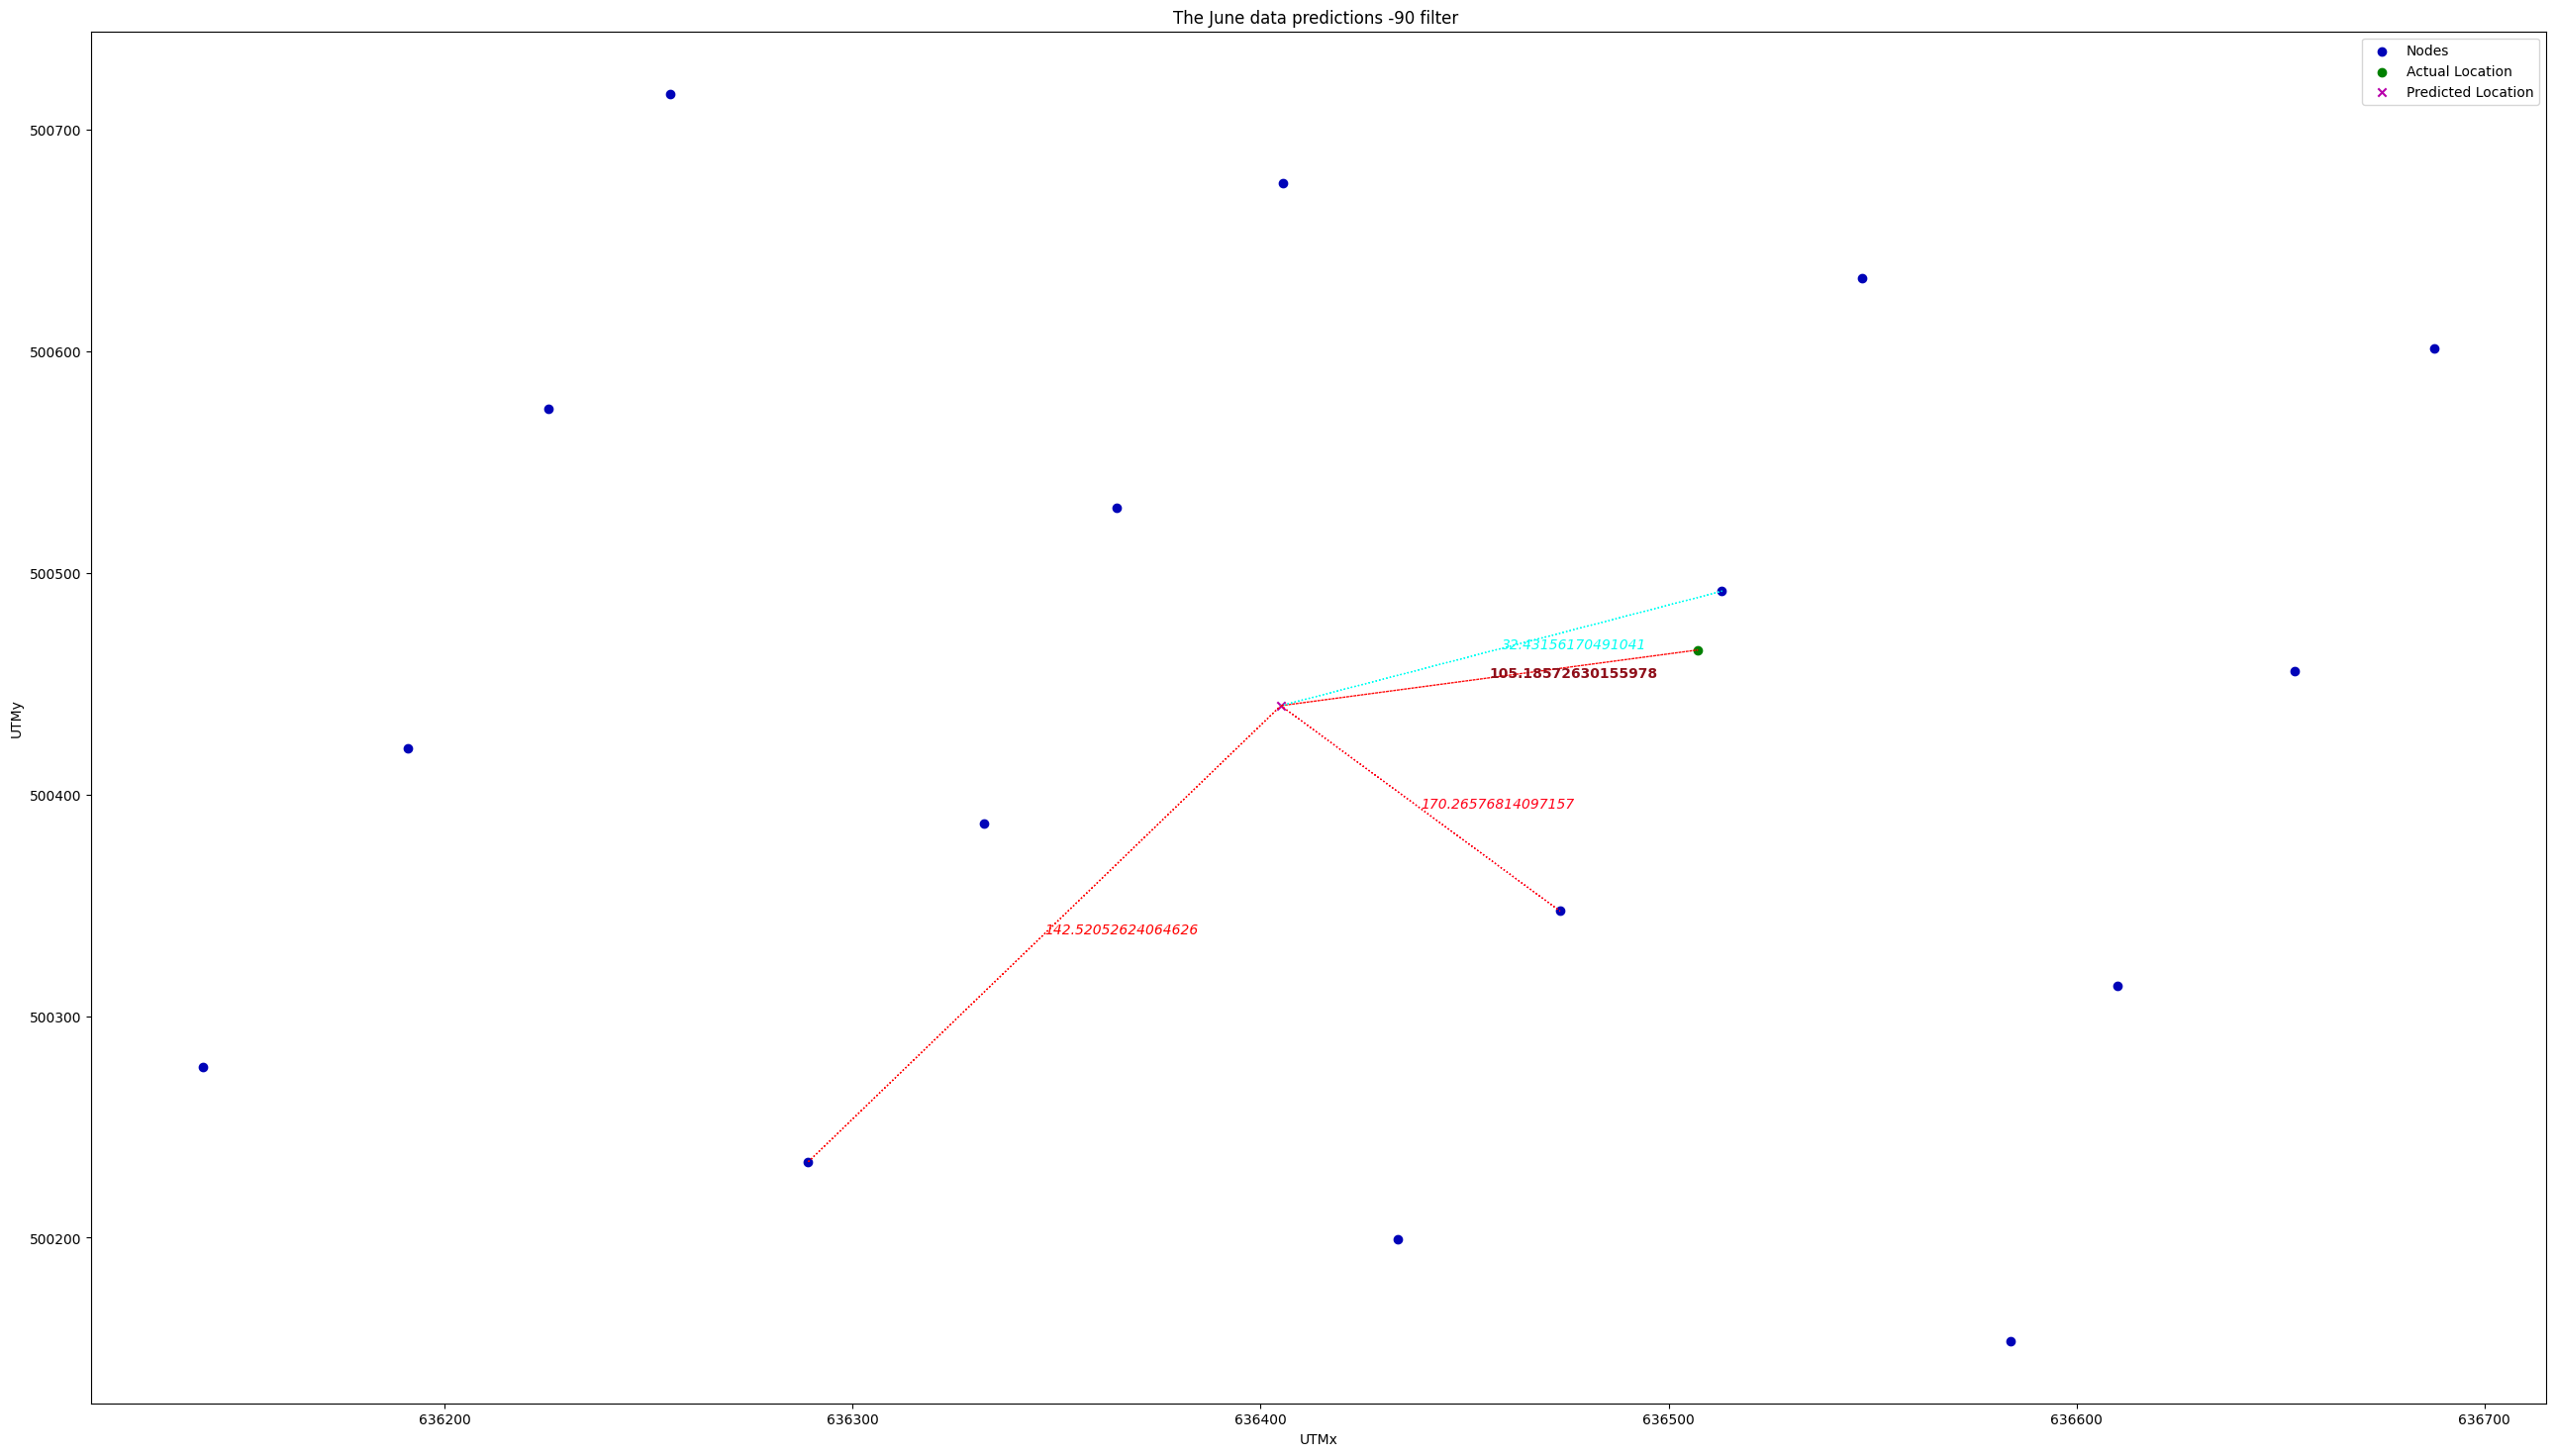 The June data predictions -90 filter
Nodes
Actual Location
Predicted Location
500700
500600
500500
500400
500300
500200
UTMy
32.43156170491041
105.18572630155978
170.26576814097157
142.52052624064626
636200
636300
636400
636500
636600
636700
UTMx